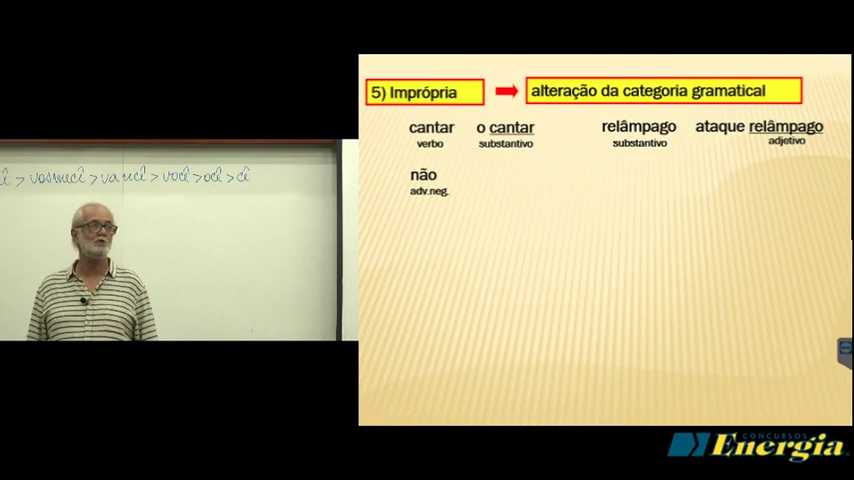 5) Imprópria alteração da categoria gramatical
cantar o cantar relâmpago ataque relâmpago
verbo substantivo substantivo adjetivo
não
adv.neg.
> vosmecê > vancê > você > ocê > cê
CONCURSOS
Energia